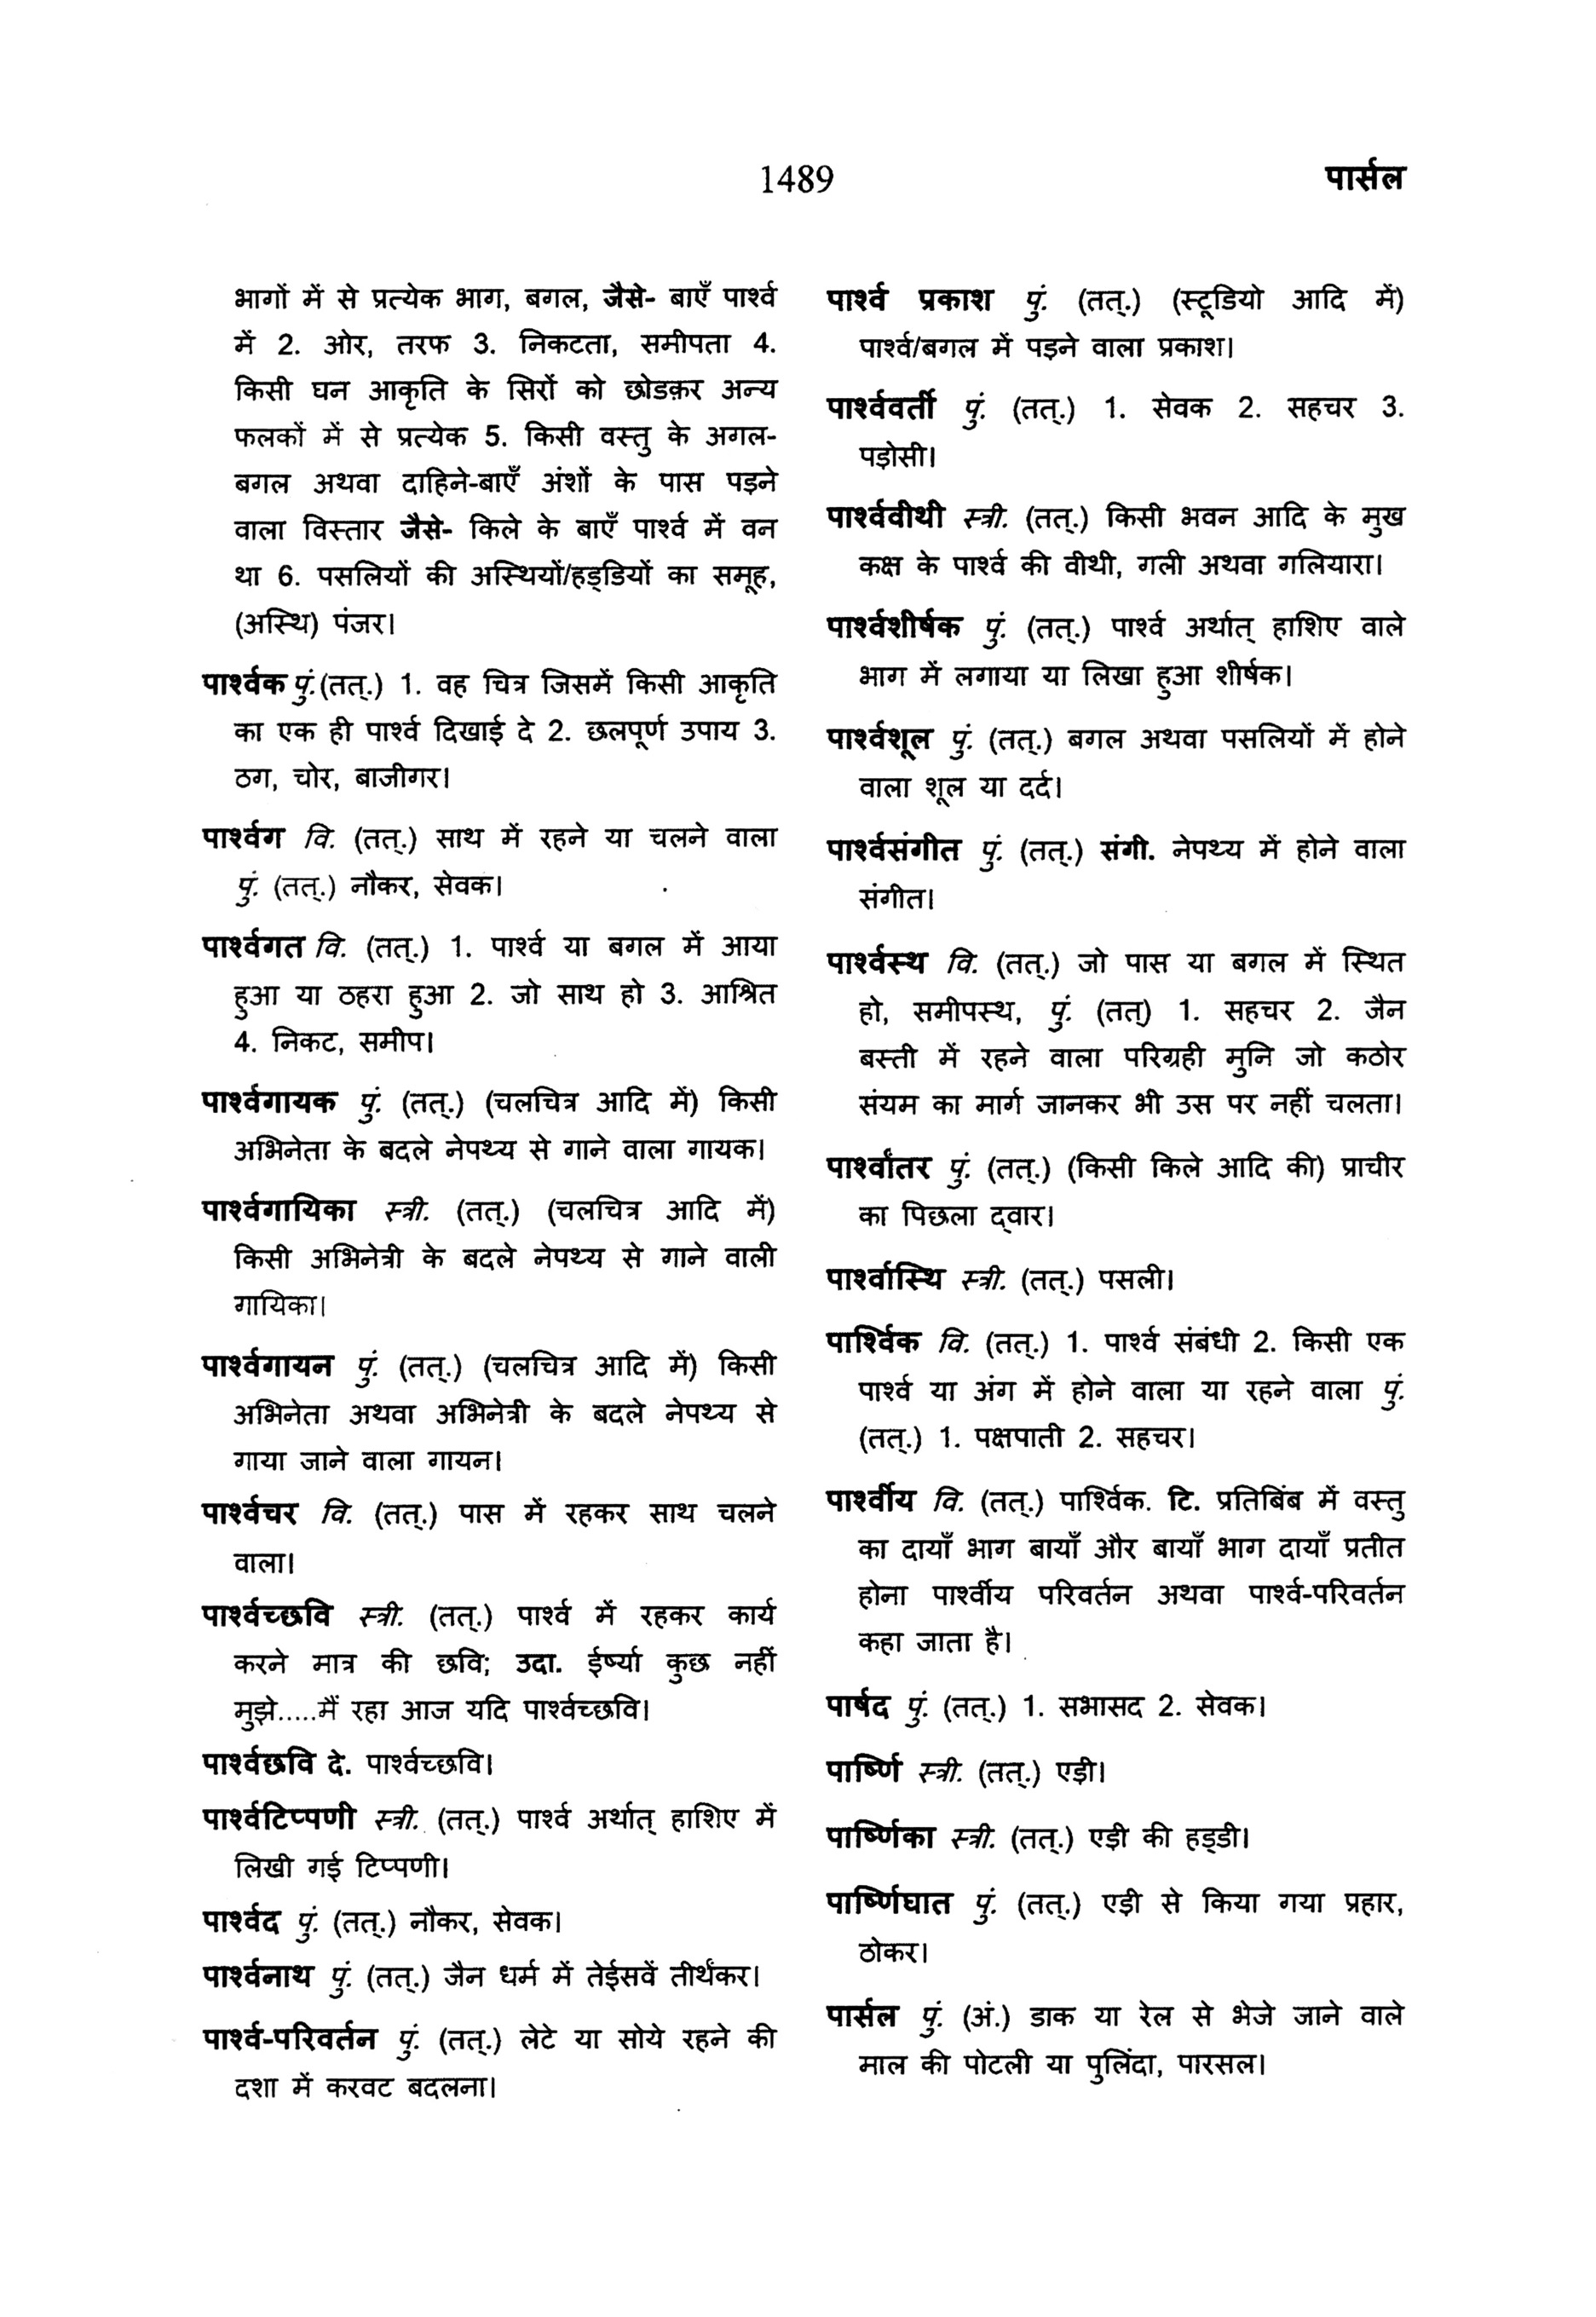 1489
पार्सल
भागों में से प्रत्येक भाग, बगल, जैसे- बाएँ पार्श्व
में 2. ओर, तरफ 3. निकटता, समीपता 4.
किसी घन आकृति के सिरों को छोडक़र अन्य
फलकों में से प्रत्येक 5. किसी वस्तु के अगल-
बगल अथवा दाहिने-बाएँ अंशों के पास पड़ने
वाला विस्तार जैसे- किले के बाएँ पार्श्व में वन
था 6. पसलियों की अस्थियों/हड्डियों का समूह,
(अस्थि) पंजर।
पार्श्वक पुं.(तत्.) 1. वह चित्र जिसमें किसी आकृति
का एक ही पार्श्व दिखाई दे 2. छलपूर्ण उपाय 3.
ठग, चोर, बाजीगर।
पार्श्वग वि. (तत्.) साथ में रहने या चलने वाला
पुं. (तत्.) नौकर, सेवक।
पार्श्वगत वि. (तत्.) 1. पार्श्व या बगल में आया
हुआ या ठहरा हुआ 2. जो साथ हो 3. आश्रित
4. निकट, समीप।
पार्श्वगायक पुं. (तत्.) (चलचित्र आदि में) किसी
अभिनेता के बदले नेपथ्य से गाने वाला गायक।
पार्श्वगायिका स्त्री. (तत्.) (चलचित्र आदि में)
किसी अभिनेत्री के बदले नेपथ्य से गाने वाली
गायिका।
पार्श्वगायन पुं. (तत्.) (चलचित्र आदि में) किसी
अभिनेता अथवा अभिनेत्री के बदले नेपथ्य से
गाया जाने वाला गायन।
पार्श्वचर वि. (तत्.) पास में रहकर साथ चलने
वाला।
पार्श्वच्छवि स्त्री. (तत्.) पार्श्व में रहकर कार्य
करने मात्र की छवि; उदा. ईर्ष्या कुछ नहीं
मुझे.....मैं रहा आज यदि पार्श्वच्छवि।
पार्श्वछवि दे. पार्श्वच्छवि।
पार्श्वटिप्पणी स्त्री. (तत्.) पार्श्व अर्थात् हाशिए में
लिखी गई टिप्पणी।
पार्श्वद पुं. (तत्.) नौकर, सेवक।
पार्श्वनाथ पुं. (तत्.) जैन धर्म में तेईसवें तीर्थंकर।
पार्श्व-परिवर्तन पुं. (तत्.) लेटे या सोये रहने की
दशा में करवट बदलना।
पार्श्व प्रकाश पुं. (तत्.) (स्टूडियो आदि में)
पार्श्व/बगल में पड़ने वाला प्रकाश।
पार्श्ववर्ती पुं. (तत्.) 1. सेवक 2. सहचर 3.
पड़ोसी।
पार्श्ववीथी स्त्री. (तत्.) किसी भवन आदि के मुख
कक्ष के पार्श्व की वीथी, गली अथवा गलियारा।
पार्श्वशीर्षक पुं. (तत्.) पार्श्व अर्थात् हाशिए वाले
भाग में लगाया या लिखा हुआ शीर्षक।
पार्श्वशूल पुं. (तत्.) बगल अथवा पसलियों में होने
वाला शूल या दर्द।
पार्श्वसंगीत पुं. (तत्.) संगी. नेपथ्य में होने वाला
संगीत।
पार्श्वस्थ वि. (तत्.) जो पास या बगल में स्थित
हो, समीपस्थ, पुं. (तत्) 1. सहचर 2. जैन
बस्ती में रहने वाला परिग्रही मुनि जो कठोर
संयम का मार्ग जानकर भी उस पर नहीं चलता।
पार्श्वांतर पुं. (तत्.) (किसी किले आदि की) प्राचीर
का पिछला द्‌वार।
पार्श्वास्थि स्त्री. (तत्.) पसली।
पार्श्विक वि. (तत्.) 1. पार्श्व संबंधी 2. किसी एक
पार्श्व या अंग में होने वाला या रहने वाला पुं.
(तत्.) 1. पक्षपाती 2. सहचर।
पार्श्वीय वि. (तत्.) पार्श्विक. टि. प्रतिबिंब में वस्तु
का दायाँ भाग बायाँ और बायाँ भाग दायाँ प्रतीत
होना पार्श्वीय परिवर्तन अथवा पार्श्व-परिवर्तन
कहा जाता है।
पार्षद पुं. (तत्.) 1. सभासद 2. सेवक।
पार्ष्णि स्त्री. (तत्.) एड़ी।
पार्ष्णिका स्त्री. (तत्.) एड़ी की हड्डी।
पार्ष्णिघात पुं. (तत्.) एड़ी से किया गया प्रहार,
ठोकर।
पार्सल पुं. (अं.) डाक या रेल से भेजे जाने वाले
माल की पोटली या पुलिंदा, पारसल।